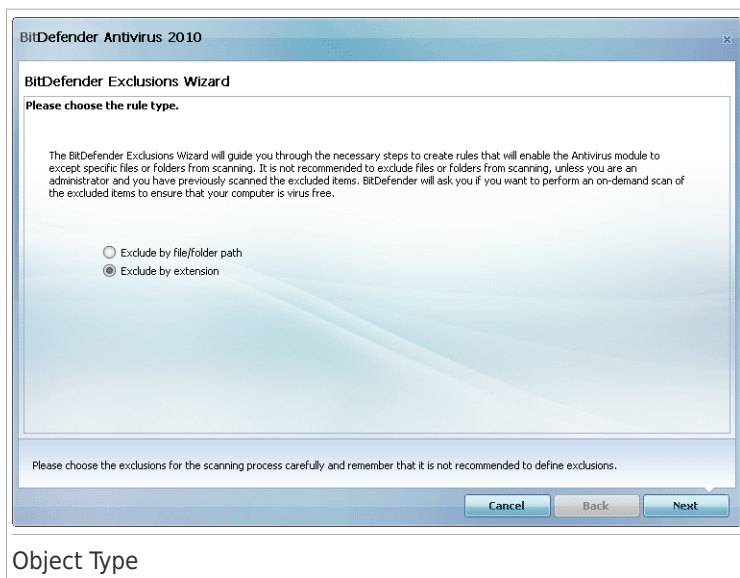 BitDefender Antivirus 2010
BitDefender Exclusions Wizard
Please choose the rule type.
The BitDefender Exclusions Wizard will guide you through the necessary steps to create rules that will enable the Antivirus module to
except specific files or folders from scanning. It is not recommended to exclude files or folders from scanning, unless you are an
administrator and you have previously scanned the excluded items. BitDefender will ask you if you want to perform an on-demand scan of
the excluded items to ensure that your computer is virus free.
Exclude by file/folder path
Exclude by extension
Please choose the exclusions for the scanning process carefully and remember that it is not recommended to define exclusions.
Cancel Back Next
Object Type